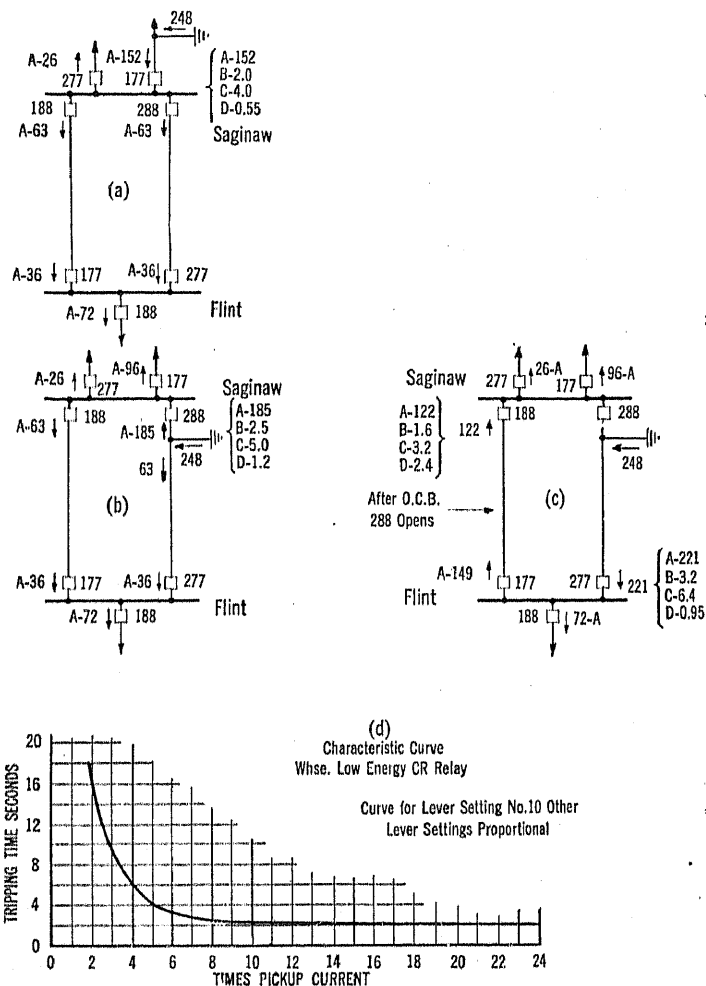 248
A-26
A-152
277
177
A-152
B-2.0
C-4.0
D-0.55
188
288
A-63
A-63
Saginaw
(a)
A-36
177
A-36
277
Flint
A-72
188
A-26
277
A-96
177
Saginaw
A-63
188
288
A-185
A-185
B-2.5
C-5.0
D-1.2
248
63
(b)
A-36
177
A-36
277
Flint
A-72
188
Saginaw
277
26-A
177
96-A
A-122
B-1.6
C-3.2
D-2.4
122
188
288
248
After O.C.B.
288 Opens
(c)
A-149
177
277
221
A-221
B-3.2
C-6.4
D-0.95
Flint
188
72-A
(d)
Characteristic Curve
Whse. Low Energy CR Relay
Curve for Lever Setting No.10 Other
Lever Settings Proportional
TRIPPING TIME SECONDS
20
16
12
8
4
0
0 2 4 6 8 10 12 14 16 18 20 22 24
TIMES PICKUP CURRENT